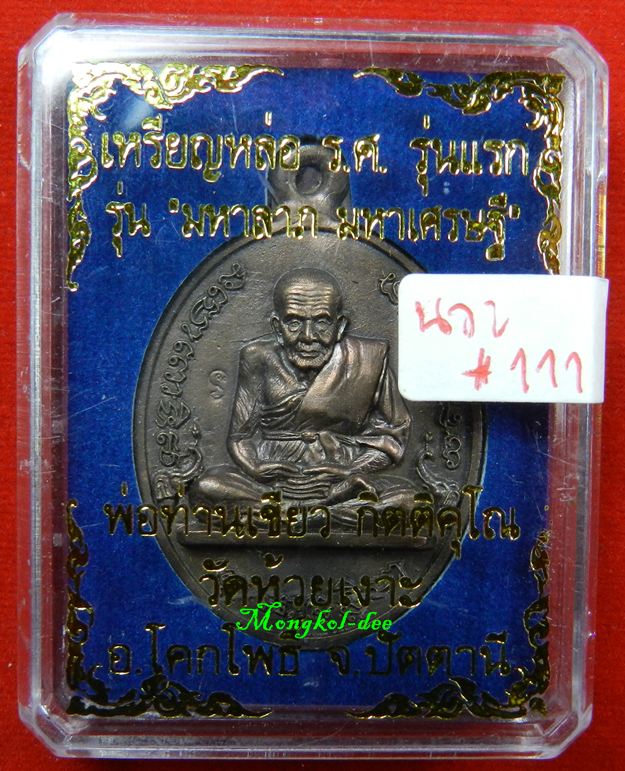 เหรียญหล่อ ร.ศ. รุ่นแรก
รุ่น "มหาลาภ มหาเศรษฐี"
นวะ
#111
พ่อท่านเขียว กิตติคุโณ
วัดห้วยเงาะ
Mongkol-dee
อ.โคกโพธิ์ จ.ปัตตานี